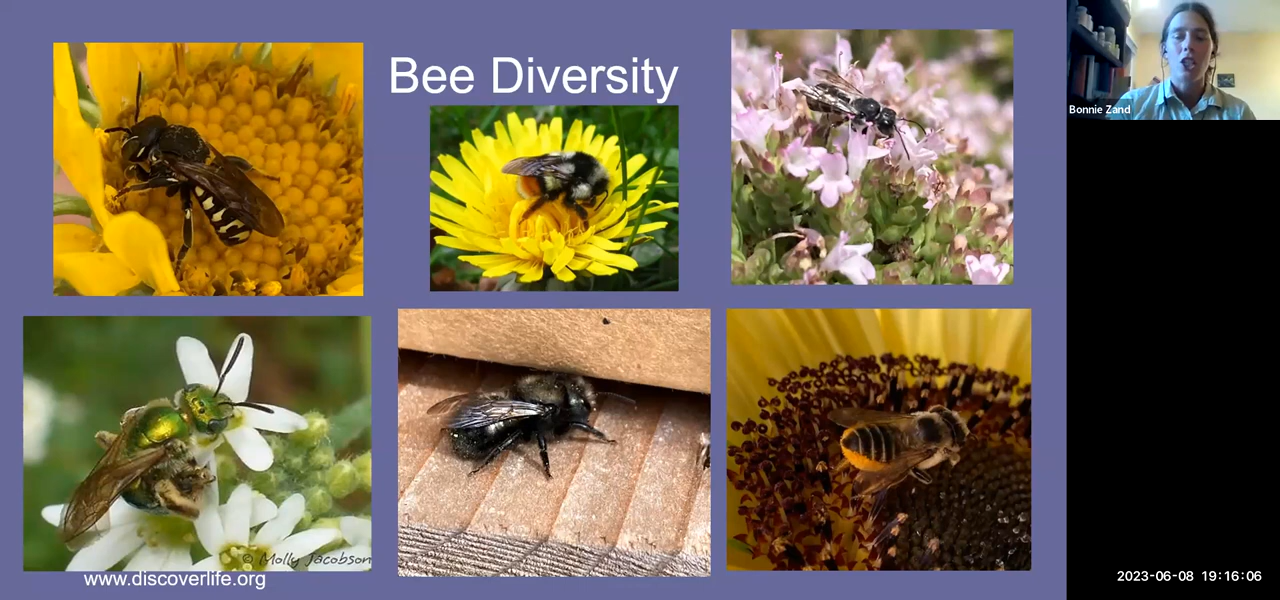 Bee Diversity
Bonnie Zand
© Molly Jacobson
www.discoverlife.org
2023-06-08 19:16:06